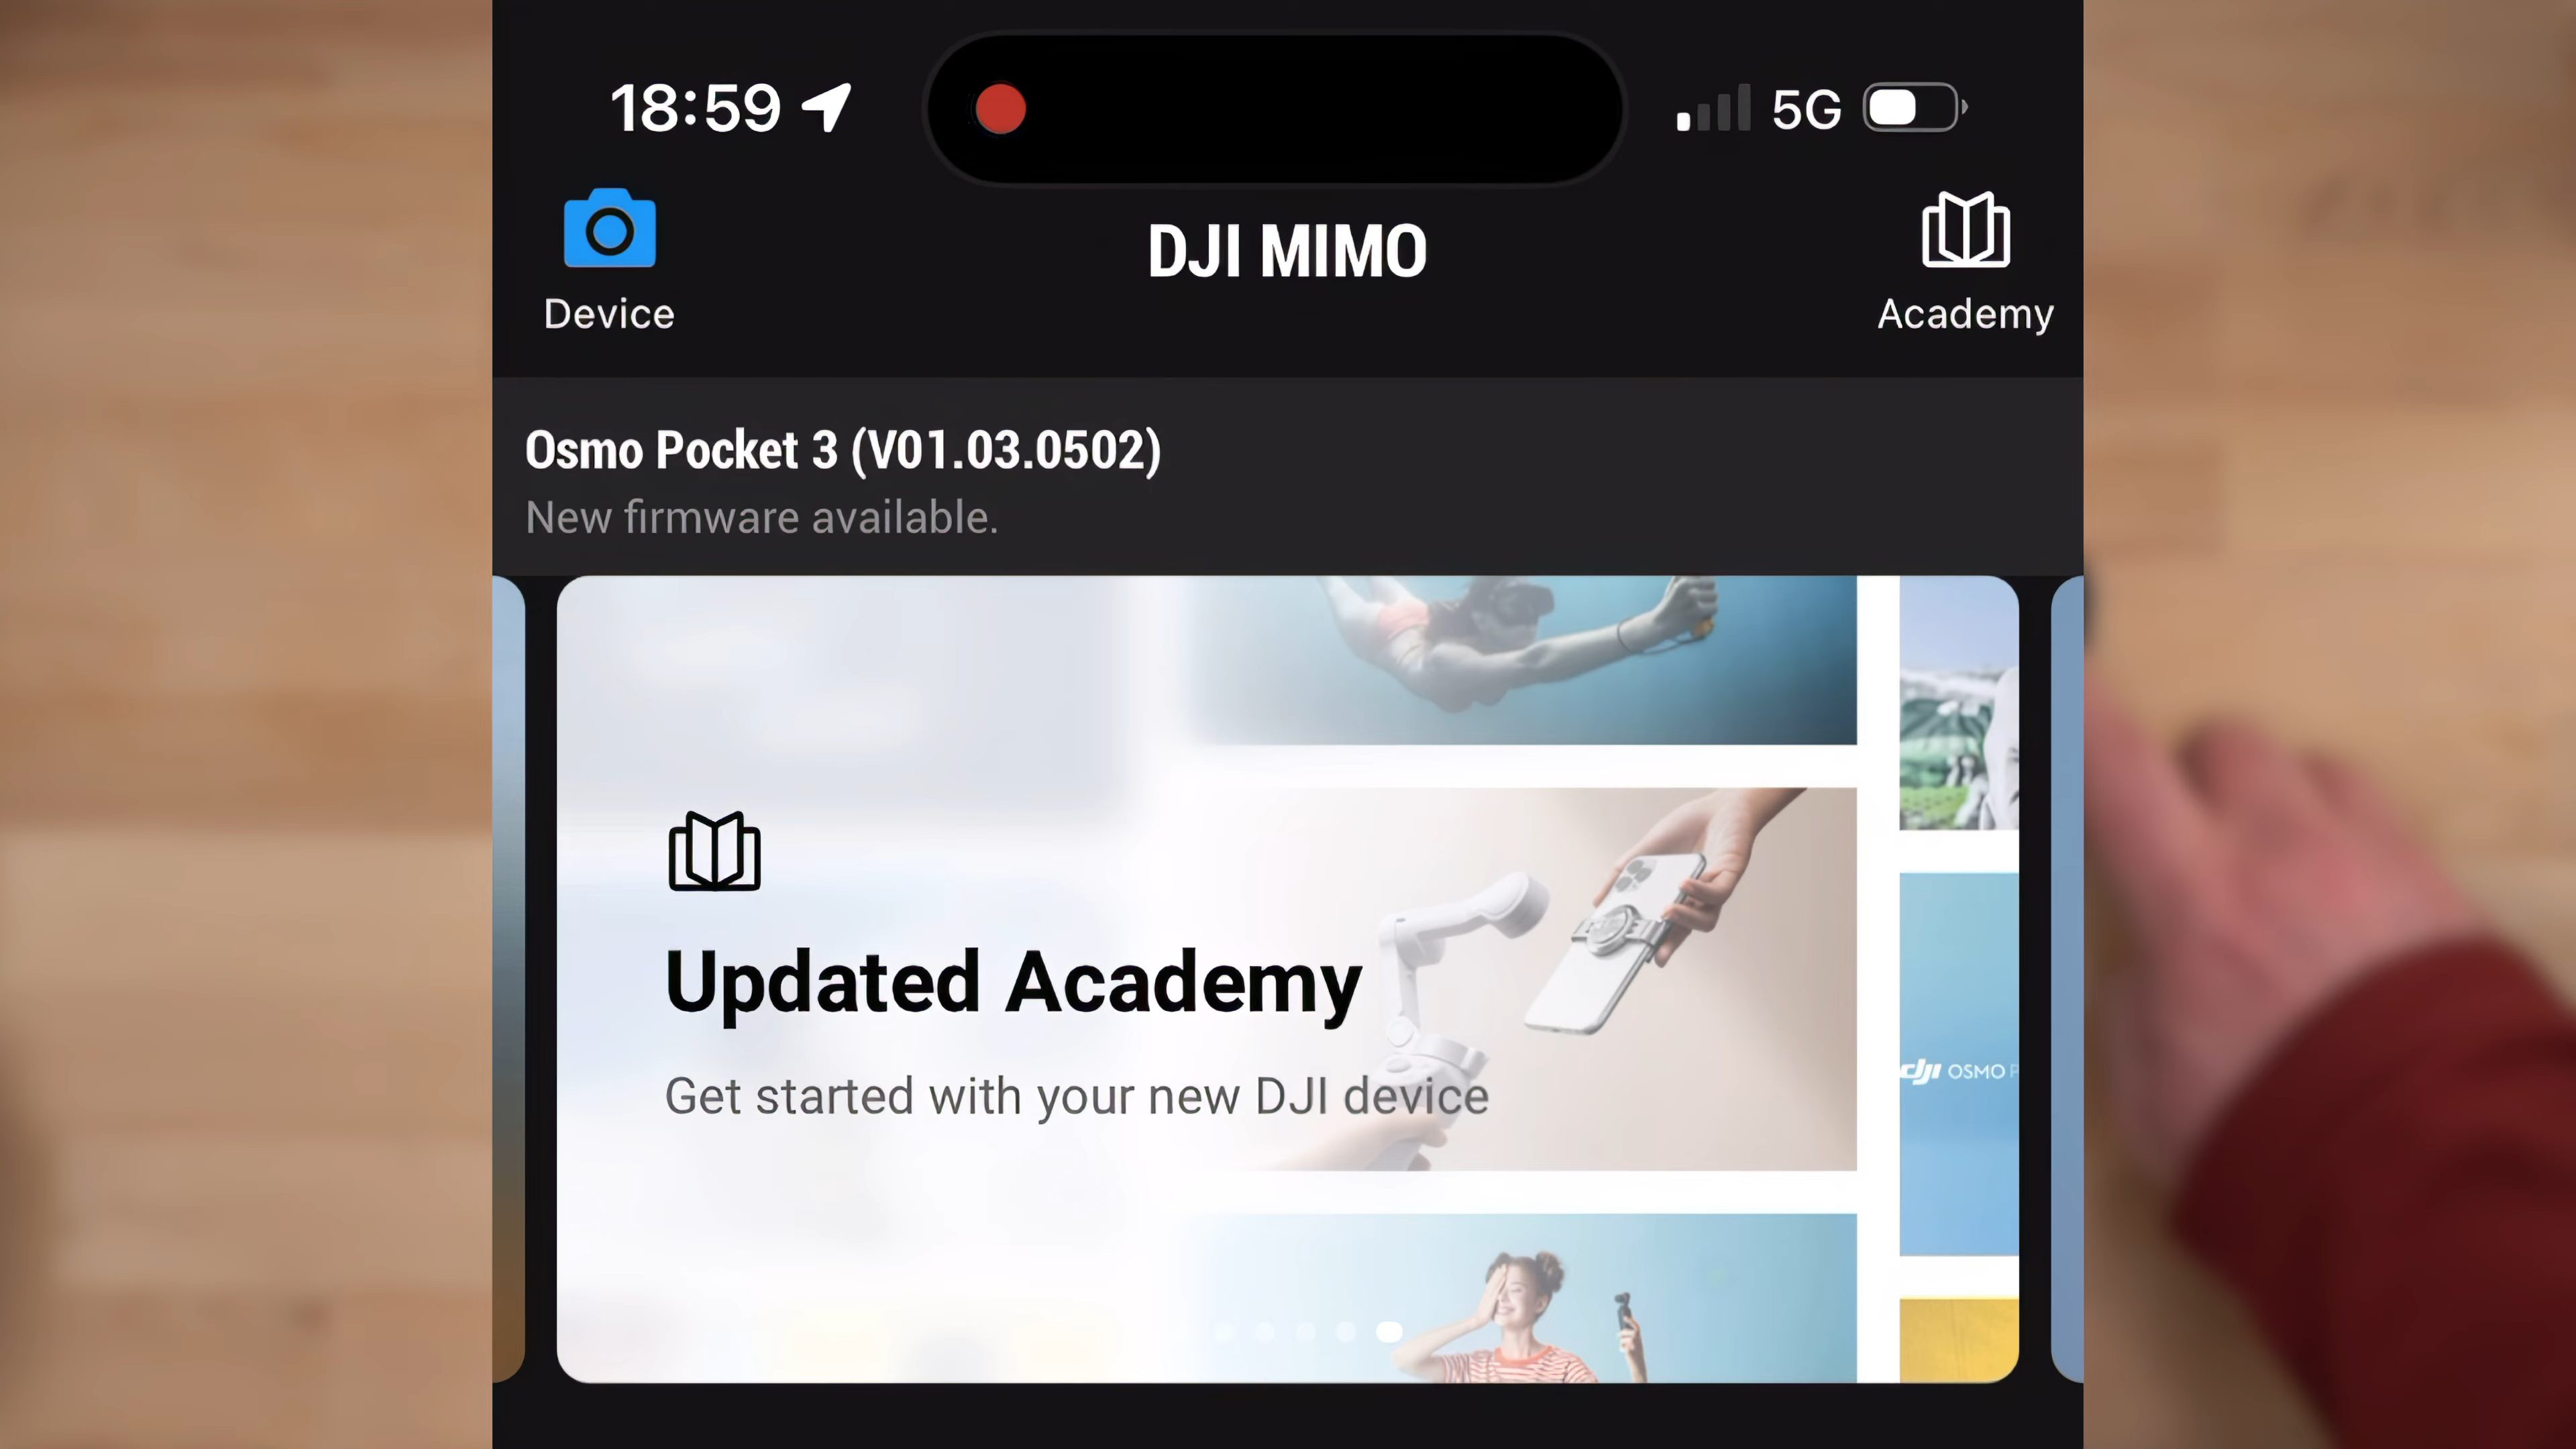 18:59
5G
DJI MIMO
Device
Academy
Osmo Pocket 3 (V01.03.0502)
New firmware available.
Updated Academy
Get started with your new DJI device
dji OSMO